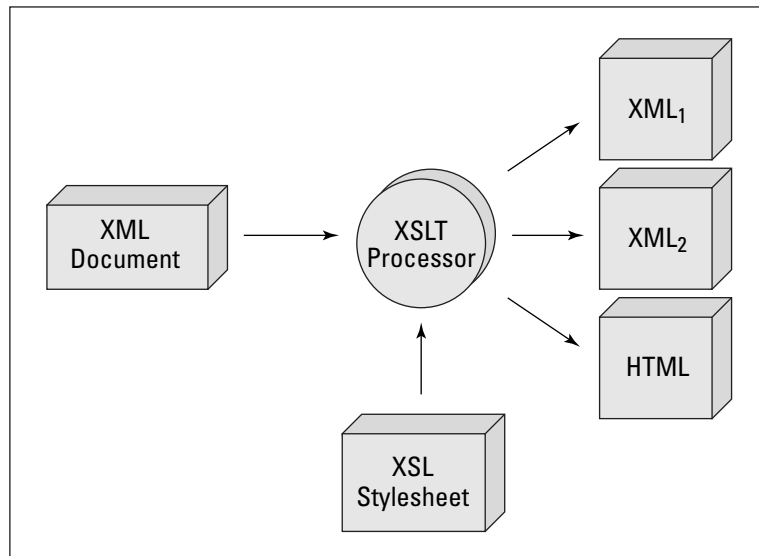 XML
Document
XSLT
Processor
XSL
Stylesheet
XML₁
XML₂
HTML